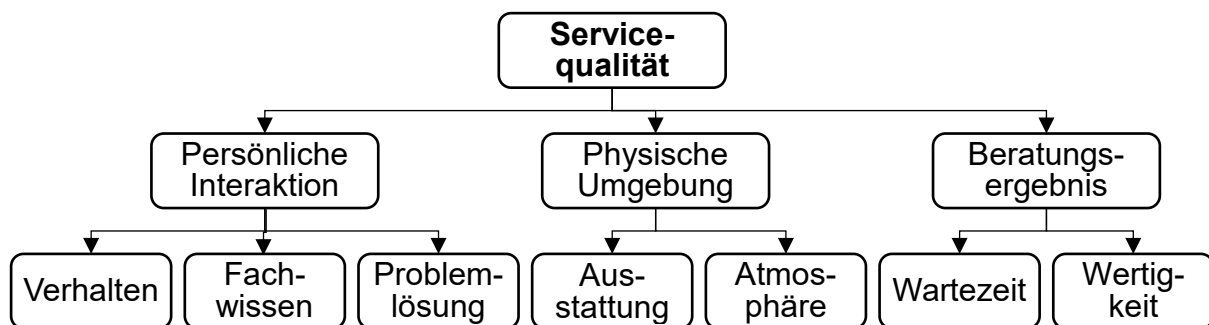 Service-
qualität
Persönliche
Interaktion
Physische
Umgebung
Beratungs-
ergebnis
Verhalten
Fach-
wissen
Problem-
lösung
Aus-
stattung
Atmos-
phäre
Wartezeit
Wertig-
keit